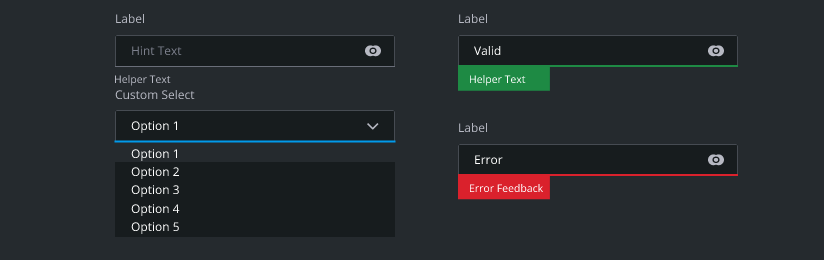 Label
Hint Text
Helper Text
Custom Select
Option 1
Option 1
Option 2
Option 3
Option 4
Option 5
Label
Valid
Helper Text
Label
Error
Error Feedback